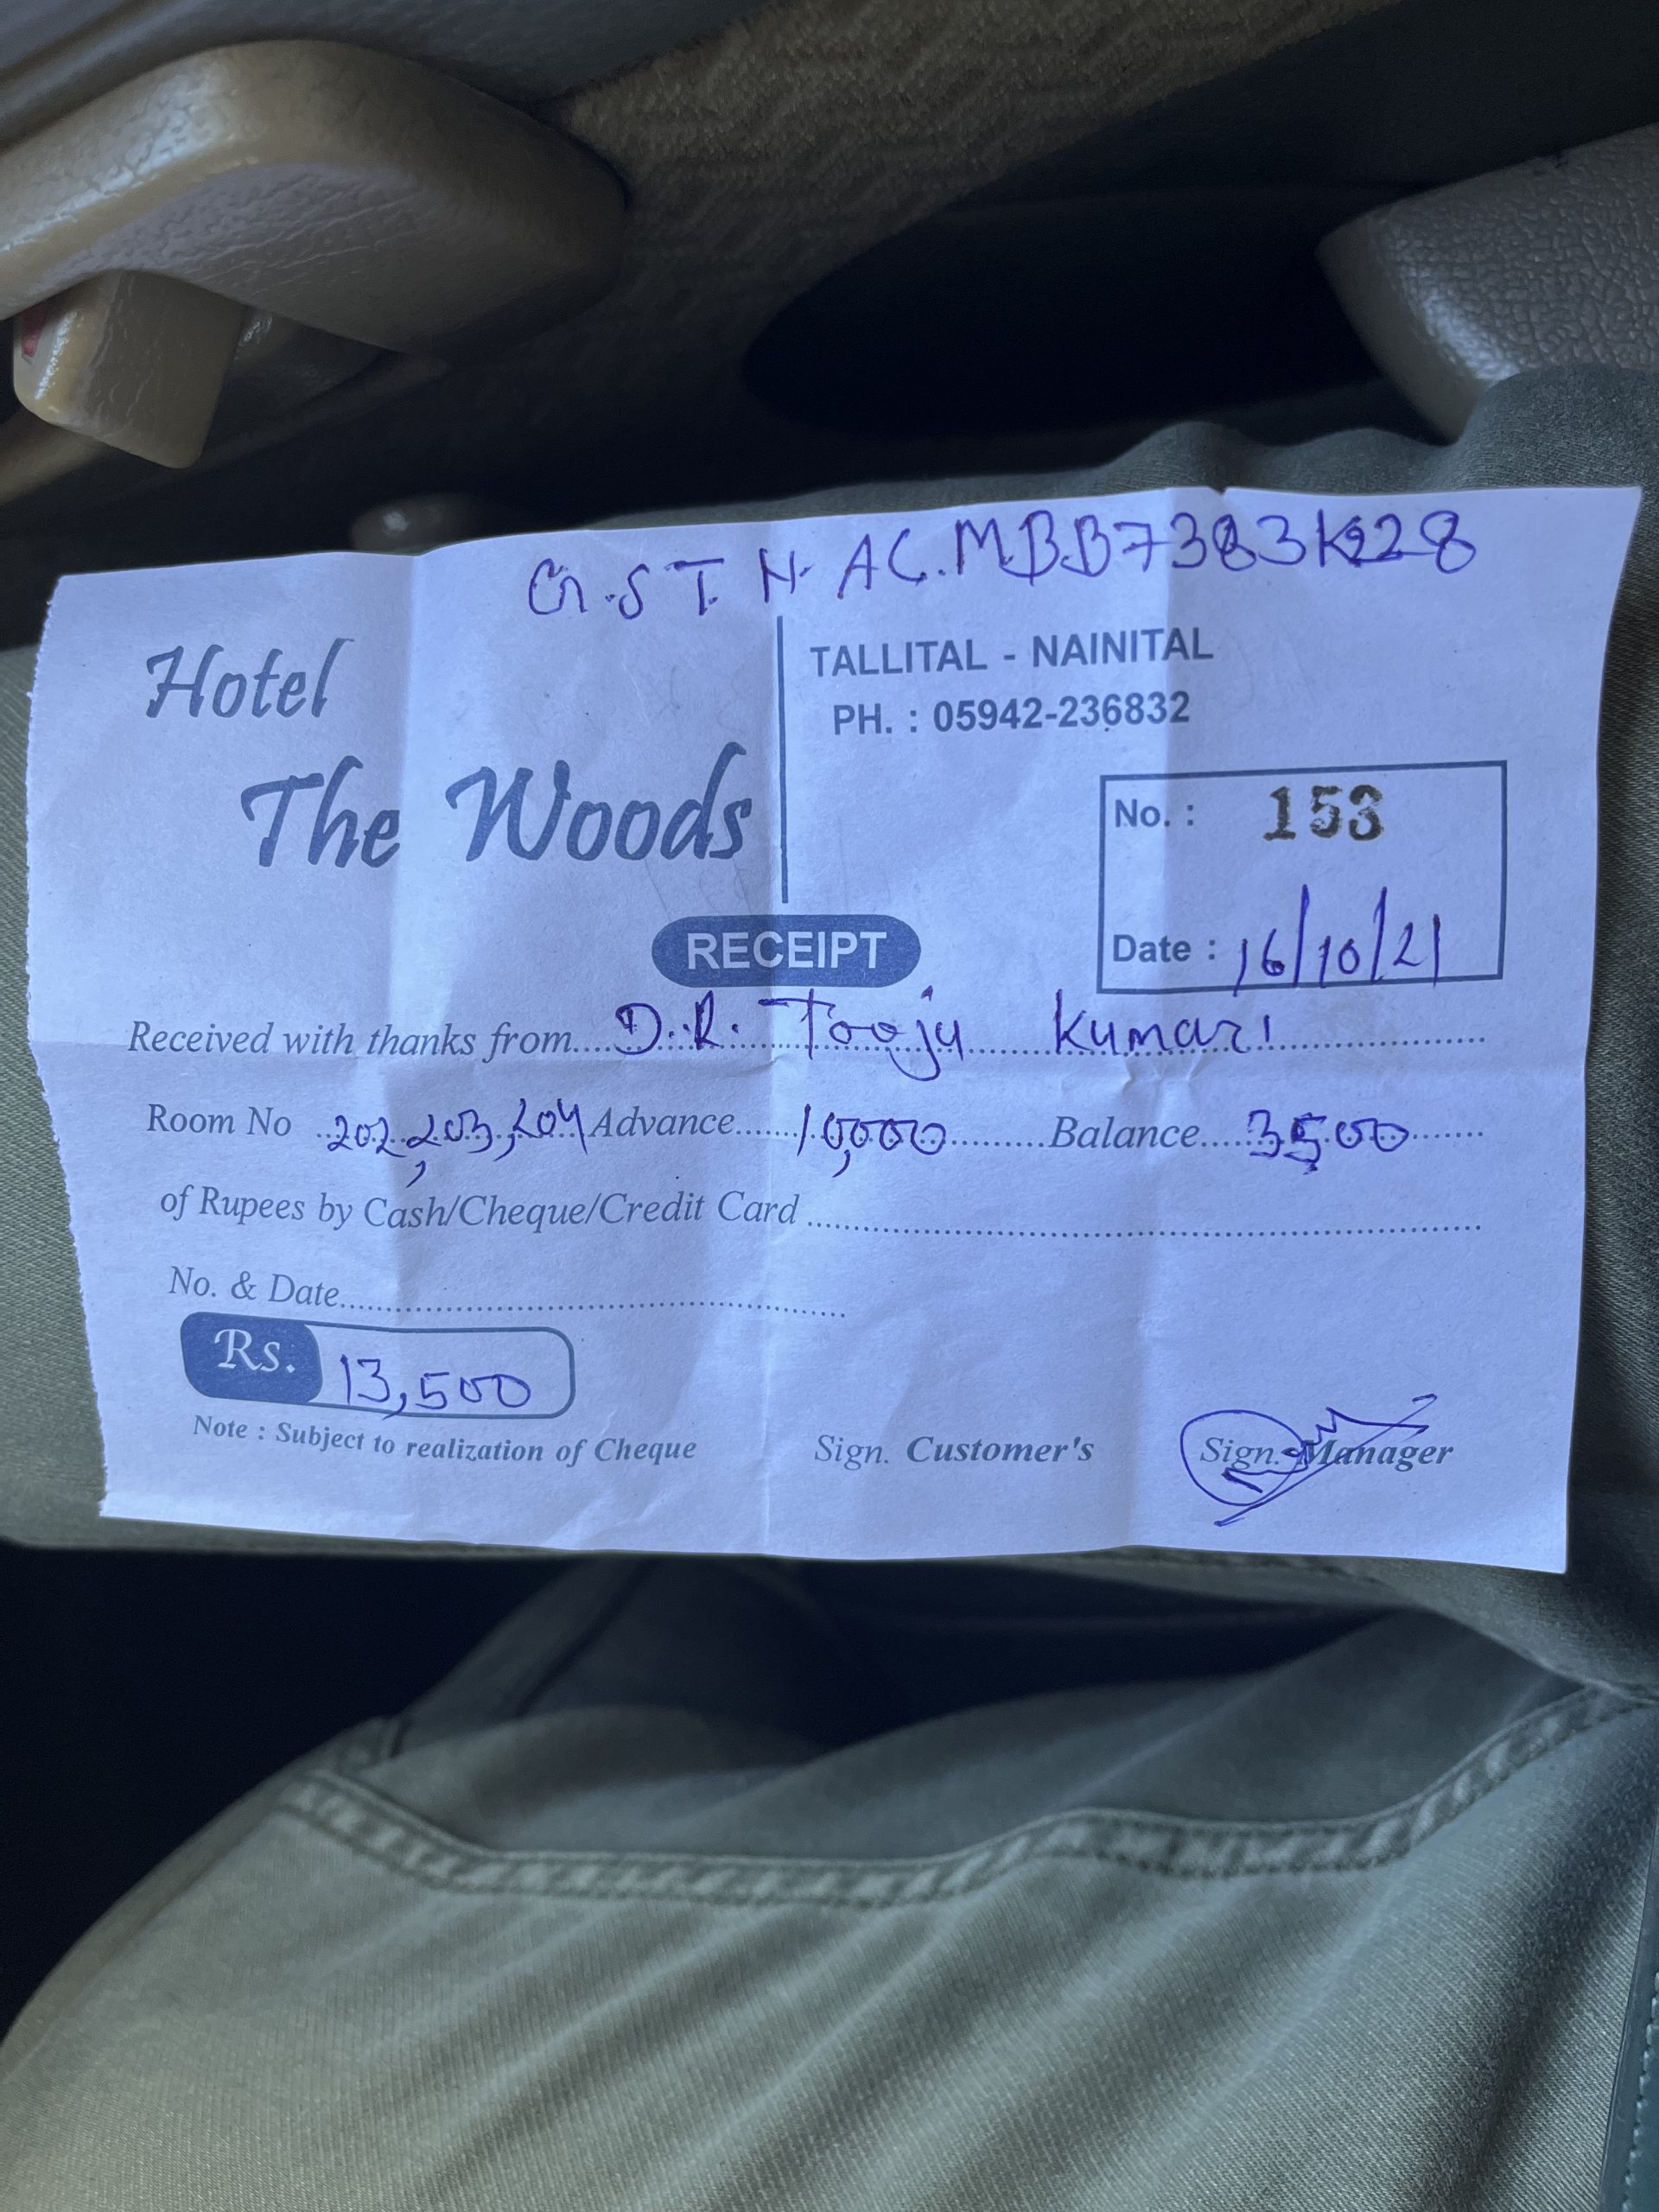 G.S.T. N. AC.MBB7383K228
Hotel
The Woods
TALLITAL - NAINITAL
PH. : 05942-236832
No. : 153
Date : 16/10/21
RECEIPT
Received with thanks from....D.R. Tooju Kumari
Room No 202, 203, 204 Advance 10,000 Balance 3500
of Rupees by Cash/Cheque/Credit Card
No. & Date
Rs. 13,500
Note : Subject to realization of Cheque
Sign. Customer's
Sign. Manager